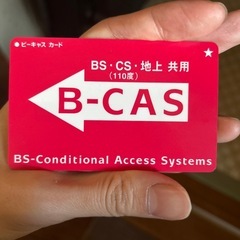 ビーキャス カード
BS・CS・地上 共用
(110度)
B-CAS
BS-Conditional Access Systems